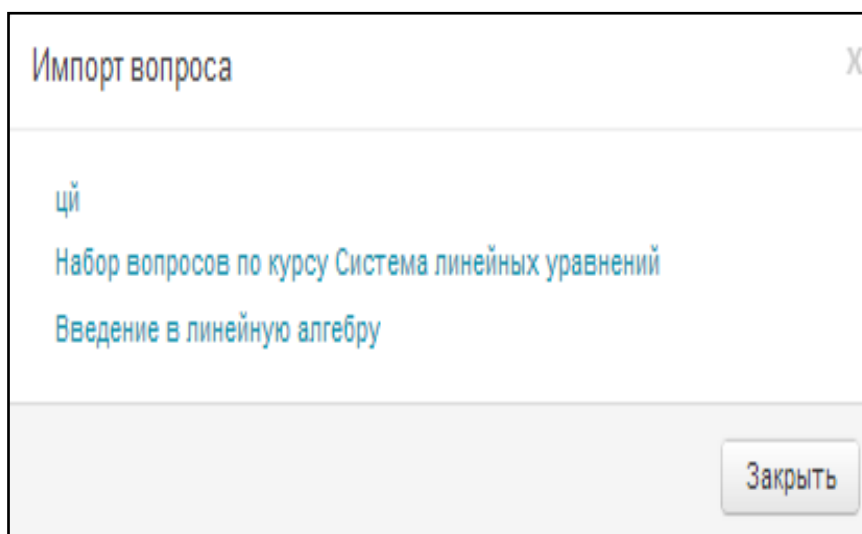 Импорт вопроса X
цй
Набор вопросов по курсу Система линейных уравнений
Введение в линейную алгебру
Закрыть